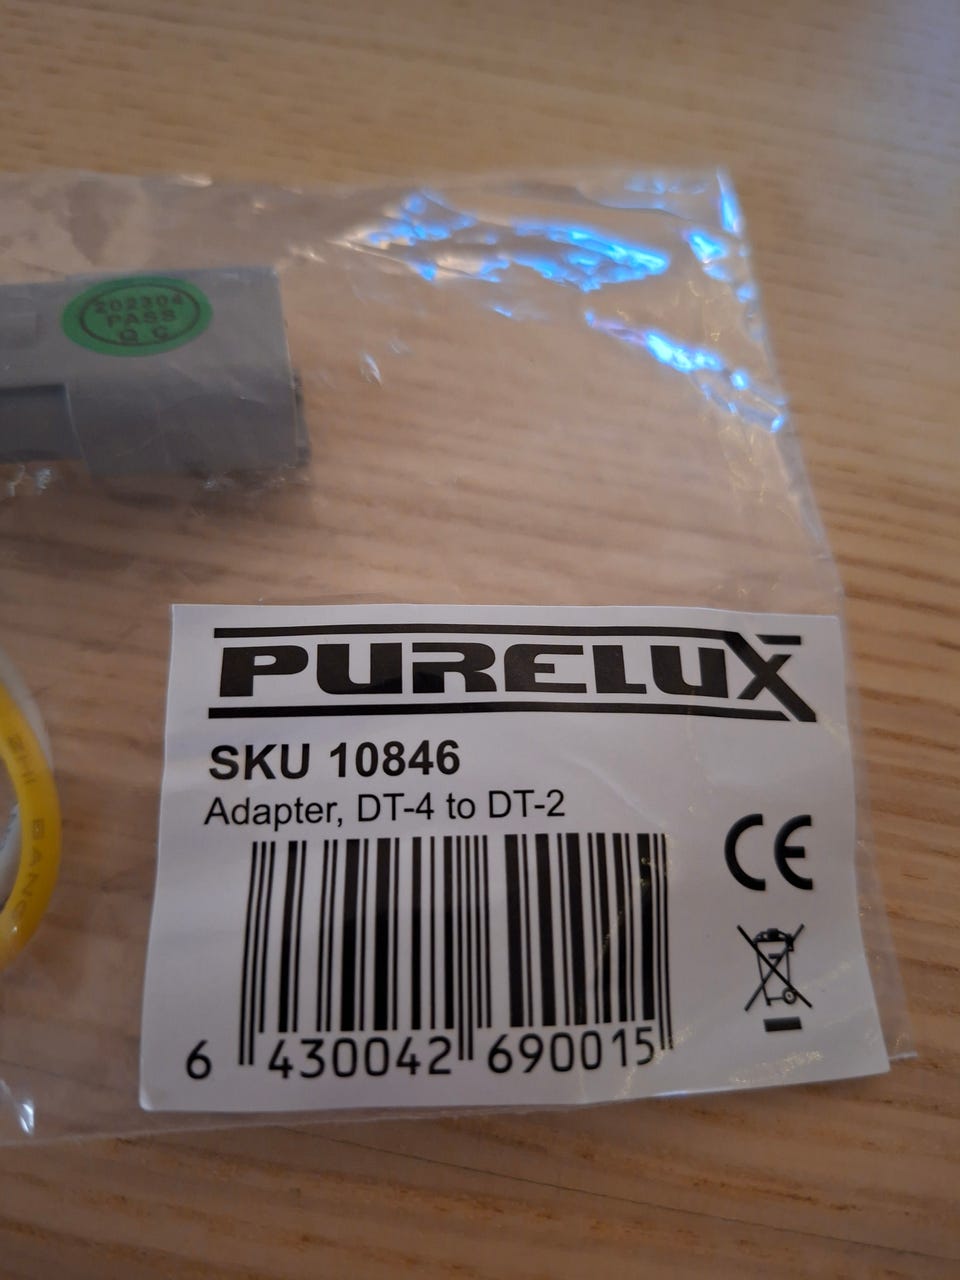 202304
PASS
Q C
PURELUX
SKU 10846
Adapter, DT-4 to DT-2
CE
6 430042 690015